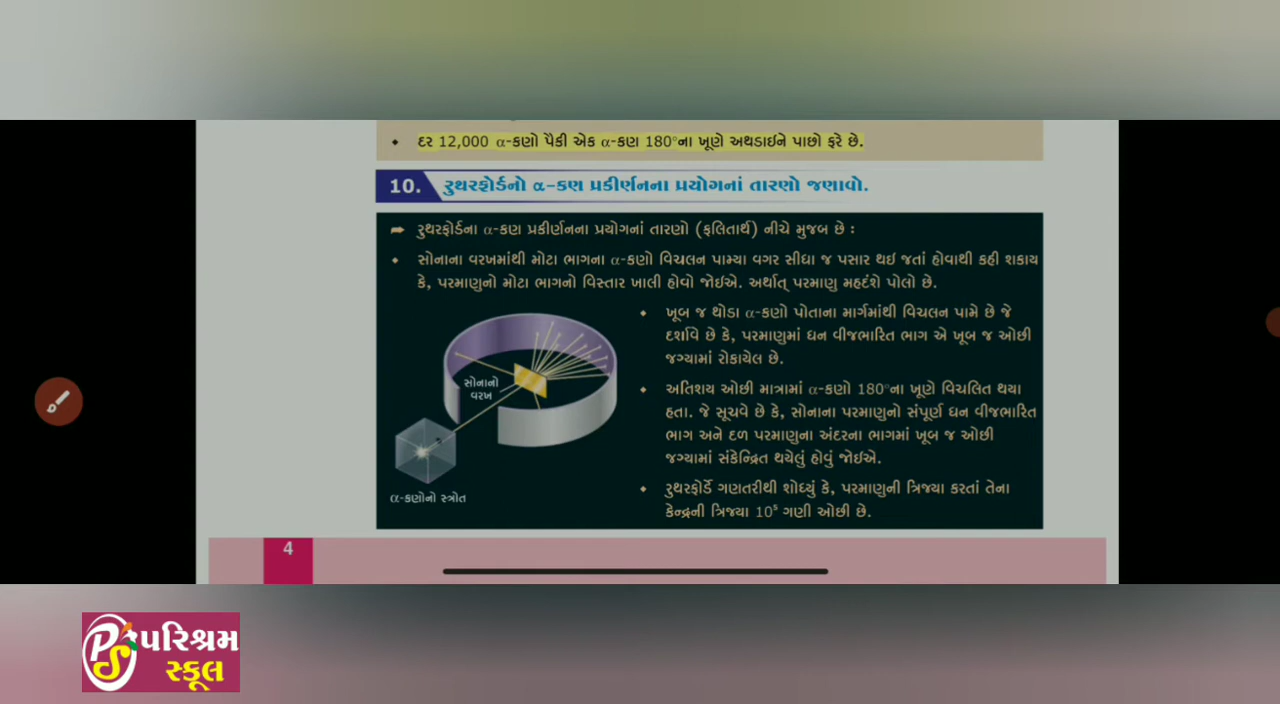 • દર 12,000 α-કણો પૈકી એક α-કણ 180°ના ખૂણે અથડાઈને પાછો ફરે છે.
10. રુથરફોર્ડનો α-કણ પ્રકીર્ણનના પ્રયોગનાં તારણો જણાવો.
➡ રુથરફોર્ડના α-કણ પ્રકીર્ણનના પ્રયોગનાં તારણો (ફલિતાર્થ) નીચે મુજબ છે :
• સોનાના વરખમાંથી મોટા ભાગના α-કણો વિચલન પામ્યા વગર સીધા જ પસાર થઈ જતાં હોવાથી કહી શકાય
કે, પરમાણુનો મોટા ભાગનો વિસ્તાર ખાલી હોવો જોઈએ. અર્થાત્ પરમાણુ મહદંશે પોલો છે.
• ખૂબ જ થોડા α-કણો પોતાના માર્ગમાંથી વિચલન પામે છે જે
દર્શાવે છે કે, પરમાણુમાં ધન વીજભારિત ભાગ એ ખૂબ જ ઓછી
જગ્યામાં રોકાયેલ છે.
• અતિશય ઓછી માત્રામાં α-કણો 180°ના ખૂણે વિચલિત થયા
હતા. જે સૂચવે છે કે, સોનાના પરમાણુનો સંપૂર્ણ ધન વીજભારિત
ભાગ અને દળ પરમાણુના અંદરના ભાગમાં ખૂબ જ ઓછી
જગ્યામાં સંકેન્દ્રિત થયેલું હોવું જોઈએ.
• રુથરફોર્ડે ગણતરીથી શોધ્યું કે, પરમાણુની ત્રિજ્યા કરતાં તેના
કેન્દ્રની ત્રિજ્યા 10⁵ ગણી ઓછી છે.
સોનાનો
વરખ
α-કણોનો સ્ત્રોત
4
PS પરિશ્રમ
સ્કૂલ